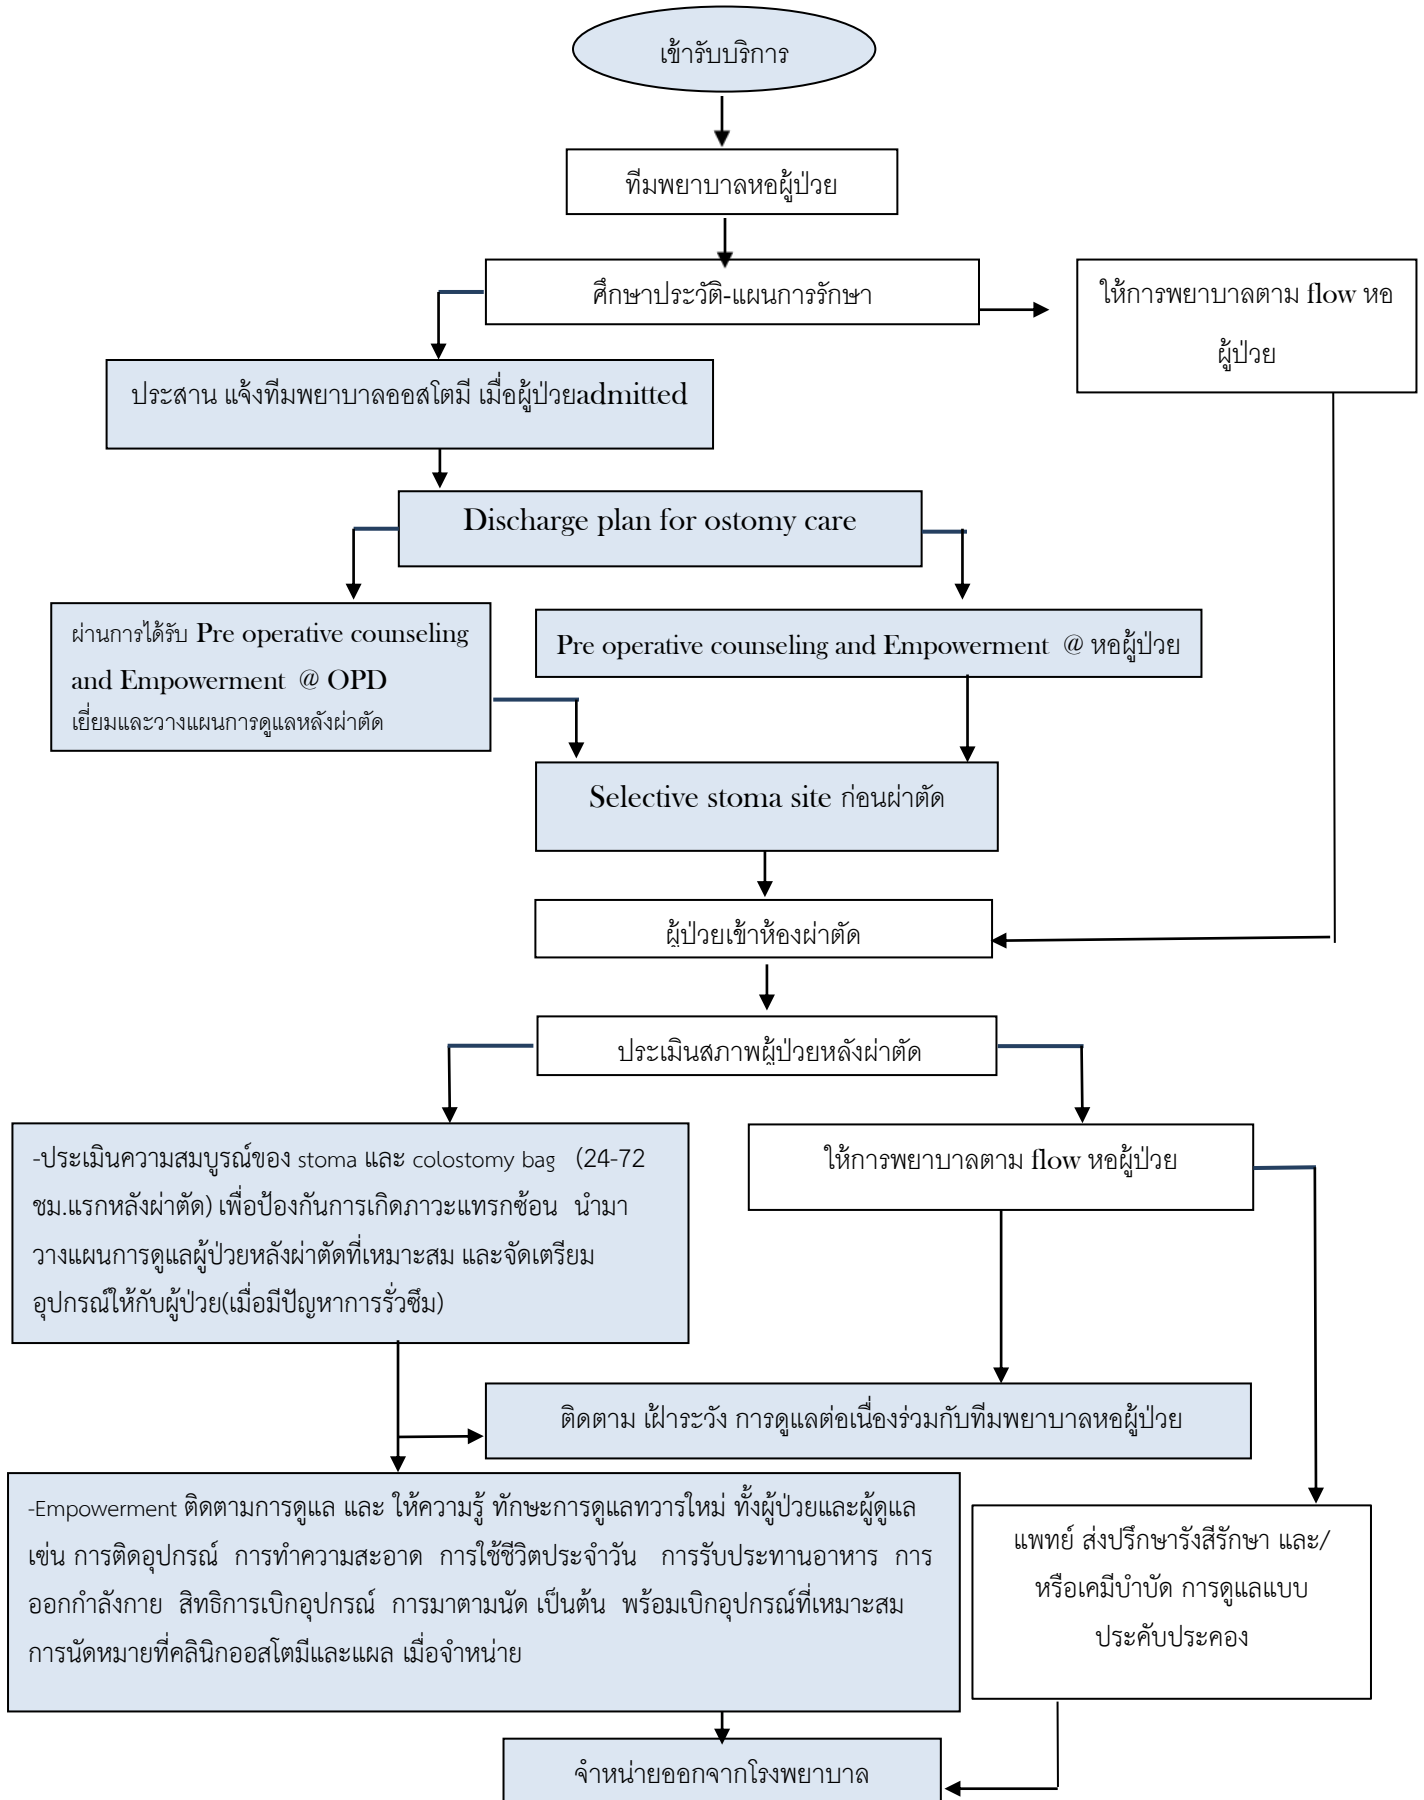 เข้ารับบริการ
ทีมพยาบาลหอผู้ป่วย
ศึกษาประวัติ-แผนการรักษา
ให้การพยาบาลตาม flow หอ
ผู้ป่วย
ประสาน แจ้งทีมพยาบาลออสโตมี เมื่อผู้ป่วยadmitted
Discharge plan for ostomy care
ผ่านการได้รับ Pre operative counseling
and Empowerment @ OPD
เยี่ยมและวางแผนการดูแลหลังผ่าตัด
Pre operative counseling and Empowerment @ หอผู้ป่วย
Selective stoma site ก่อนผ่าตัด
ผู้ป่วยเข้าห้องผ่าตัด
ประเมินสภาพผู้ป่วยหลังผ่าตัด
-ประเมินความสมบูรณ์ของ stoma และ colostomy bag (24-72
ชม.แรกหลังผ่าตัด) เพื่อป้องกันการเกิดภาวะแทรกซ้อน นำมา
วางแผนการดูแลผู้ป่วยหลังผ่าตัดที่เหมาะสม และจัดเตรียม
อุปกรณ์ให้กับผู้ป่วย(เมื่อมีปัญหาการรั่วซึม)
ให้การพยาบาลตาม flow หอผู้ป่วย
ติดตาม เฝ้าระวัง การดูแลต่อเนื่องร่วมกับทีมพยาบาลหอผู้ป่วย
-Empowerment ติดตามการดูแล และ ให้ความรู้ ทักษะการดูแลทวารใหม่ ทั้งผู้ป่วยและผู้ดูแล
เช่น การติดอุปกรณ์ การทำความสะอาด การใช้ชีวิตประจำวัน การรับประทานอาหาร การ
ออกกำลังกาย สิทธิการเบิกอุปกรณ์ การมาตามนัด เป็นต้น พร้อมเบิกอุปกรณ์ที่เหมาะสม
การนัดหมายที่คลินิกออสโตมีและแผล เมื่อจำหน่าย
แพทย์ ส่งปรึกษารังสีรักษา และ/
หรือเคมีบำบัด การดูแลแบบ
ประคับประคอง
จำหน่ายออกจากโรงพยาบาล